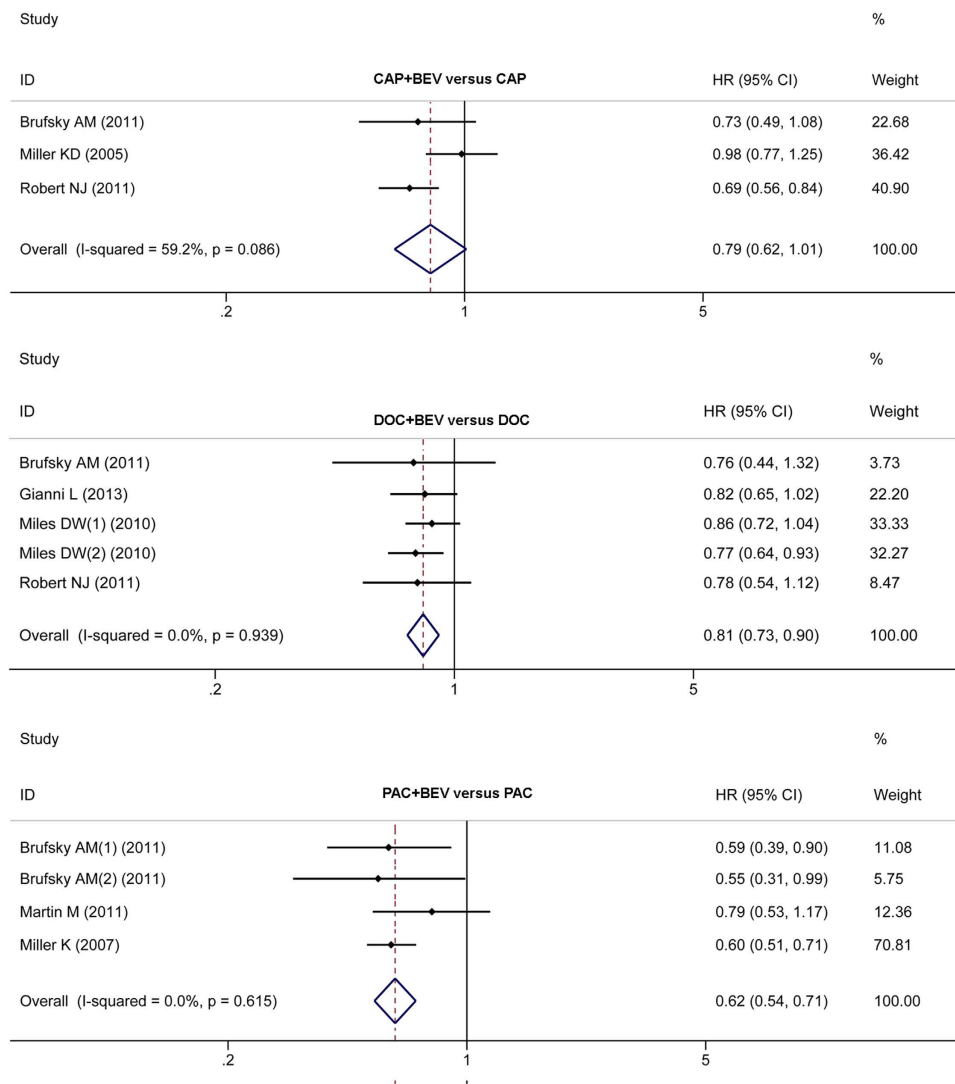 Study %
ID CAP+BEV versus CAP HR (95% CI) Weight
Brufsky AM (2011) 0.73 (0.49, 1.08) 22.68
Miller KD (2005) 0.98 (0.77, 1.25) 36.42
Robert NJ (2011) 0.69 (0.56, 0.84) 40.90
Overall (I-squared = 59.2%, p = 0.086) 0.79 (0.62, 1.01) 100.00
.2 1 5
Study %
ID DOC+BEV versus DOC HR (95% CI) Weight
Brufsky AM (2011) 0.76 (0.44, 1.32) 3.73
Gianni L (2013) 0.82 (0.65, 1.02) 22.20
Miles DW(1) (2010) 0.86 (0.72, 1.04) 33.33
Miles DW(2) (2010) 0.77 (0.64, 0.93) 32.27
Robert NJ (2011) 0.78 (0.54, 1.12) 8.47
Overall (I-squared = 0.0%, p = 0.939) 0.81 (0.73, 0.90) 100.00
.2 1 5
Study %
ID PAC+BEV versus PAC HR (95% CI) Weight
Brufsky AM(1) (2011) 0.59 (0.39, 0.90) 11.08
Brufsky AM(2) (2011) 0.55 (0.31, 0.99) 5.75
Martin M (2011) 0.79 (0.53, 1.17) 12.36
Miller K (2007) 0.60 (0.51, 0.71) 70.81
Overall (I-squared = 0.0%, p = 0.615) 0.62 (0.54, 0.71) 100.00
.2 1 5